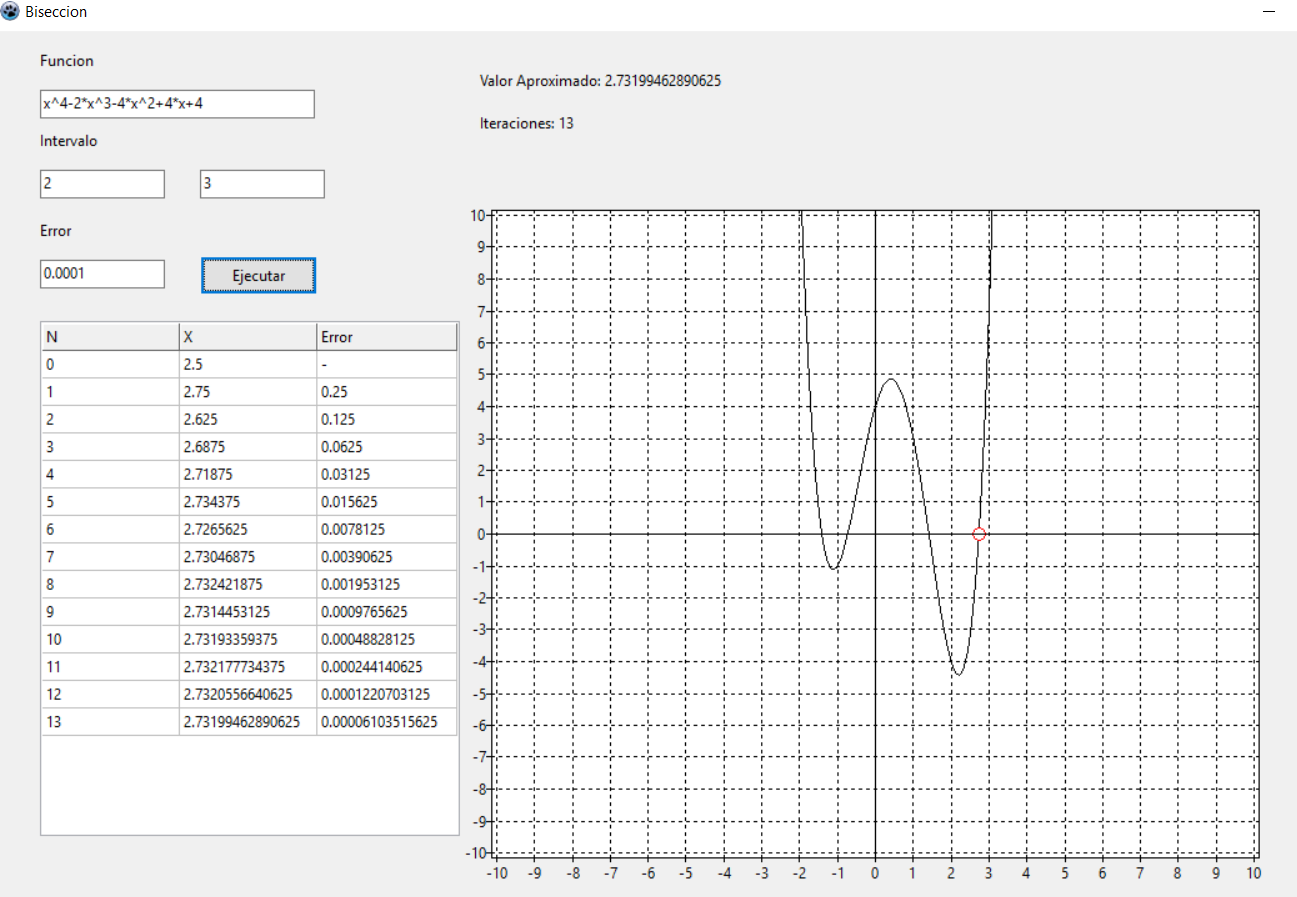 Biseccion
Funcion
x^4-2*x^3-4*x^2+4*x+4
Intervalo
2 3
Error
0.0001 Ejecutar
N X Error
0 2.5 -
1 2.75 0.25
2 2.625 0.125
3 2.6875 0.0625
4 2.71875 0.03125
5 2.734375 0.015625
6 2.7265625 0.0078125
7 2.73046875 0.00390625
8 2.732421875 0.001953125
9 2.7314453125 0.0009765625
10 2.73193359375 0.00048828125
11 2.732177734375 0.000244140625
12 2.7320556640625 0.0001220703125
13 2.73199462890625 0.00006103515625
Valor Aproximado: 2.73199462890625
Iteraciones: 13
10
9
8
7
6
5
4
3
2
1
0
-1
-2
-3
-4
-5
-6
-7
-8
-9
-10
-10 -9 -8 -7 -6 -5 -4 -3 -2 -1 0 1 2 3 4 5 6 7 8 9 10